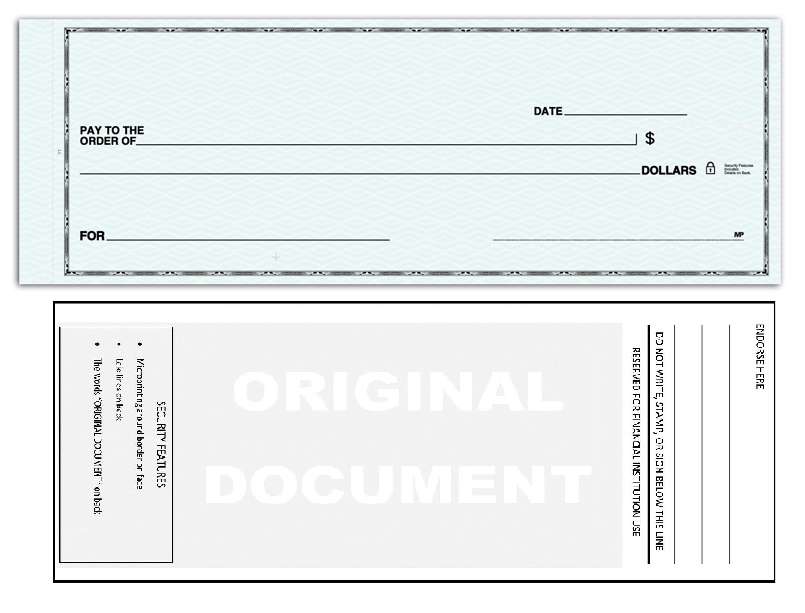 DATE
PAY TO THE
ORDER OF
$
DOLLARS
Security Features
Included.
Details on Back.
FOR
MP
ORIGINAL
DOCUMENT
ENDORSE HERE
DO NOT WRITE, STAMP, OR SIGN BELOW THIS LINE
RESERVED FOR FINANCIAL INSTITUTION USE
SECURITY FEATURES
• Microprinting around border on face
• lines on back
• The words "ORIGINAL DOCUMENT" on back